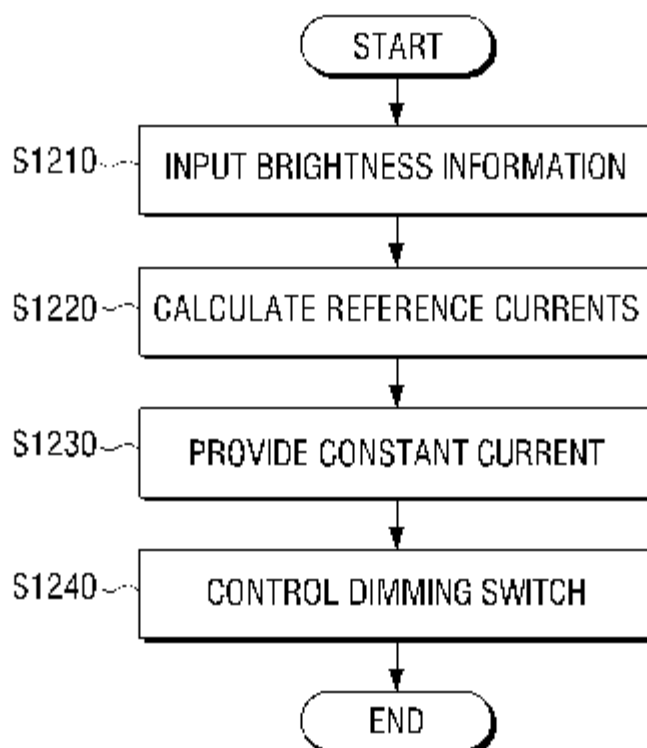 START
S1210 INPUT BRIGHTNESS INFORMATION
S1220 CALCULATE REFERENCE CURRENTS
S1230 PROVIDE CONSTANT CURRENT
S1240 CONTROL DIMMING SWITCH
END